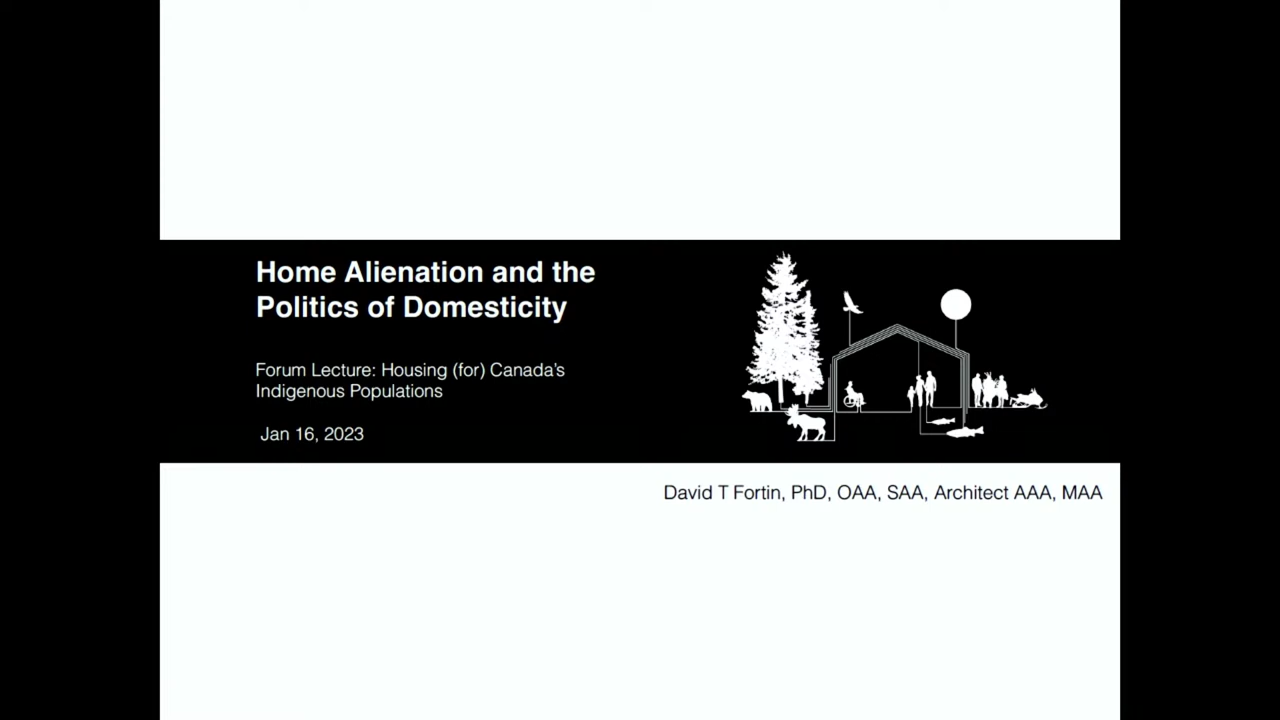 Home Alienation and the
Politics of Domesticity
Forum Lecture: Housing (for) Canada's
Indigenous Populations
Jan 16, 2023
David T Fortin, PhD, OAA, SAA, Architect AAA, MAA